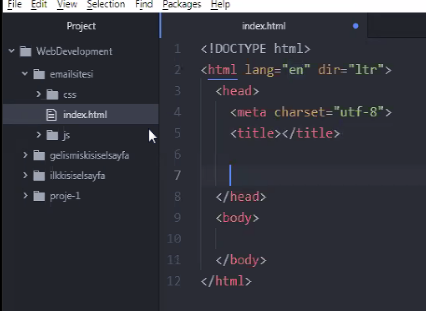 File Edit View Selection Find Packages Help
Project
index.html
WebDevelopment
emailsitesi
css
index.html
js
gelismiskisiselsayfa
ilkkisiselsayfa
proje-1
1 <!DOCTYPE html>
2 <html lang="en" dir="ltr">
3 <head>
4 <meta charset="utf-8">
5 <title></title>
6
7
8 </head>
9 <body>
10
11 </body>
12 </html>